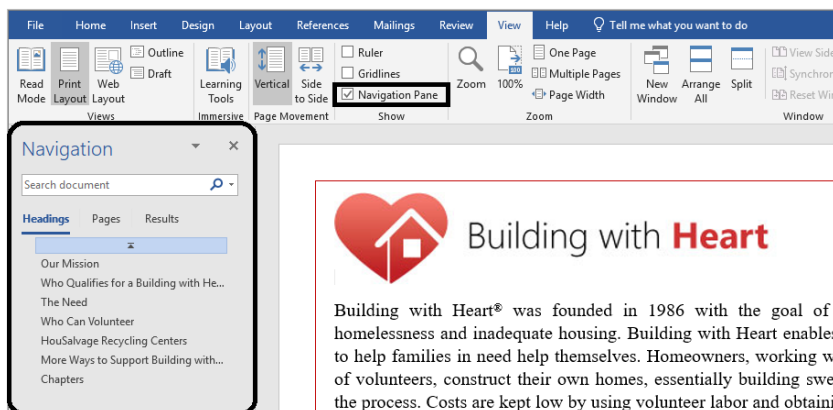 File Home Insert Design Layout References Mailings Review View Help Tell me what you want to do
Read Mode
Print Layout
Web Layout
Outline
Draft
Views
Learning Tools
Immersive
Vertical
Side to Side
Page Movement
Ruler
Gridlines
Navigation Pane
Show
Zoom
100%
100
One Page
Multiple Pages
Page Width
Zoom
New Window
Arrange All
Split
View Side
Synchron
Reset Wi
Window
Navigation
Search document
Headings Pages Results
Our Mission
Who Qualifies for a Building with He...
The Need
Who Can Volunteer
HouSalvage Recycling Centers
More Ways to Support Building with...
Chapters
Building with Heart
Building with Heart® was founded in 1986 with the goal of
homelessness and inadequate housing. Building with Heart enables
to help families in need help themselves. Homeowners, working w
of volunteers, construct their own homes, essentially building swe
the process. Costs are kept low by using volunteer labor and obtaini